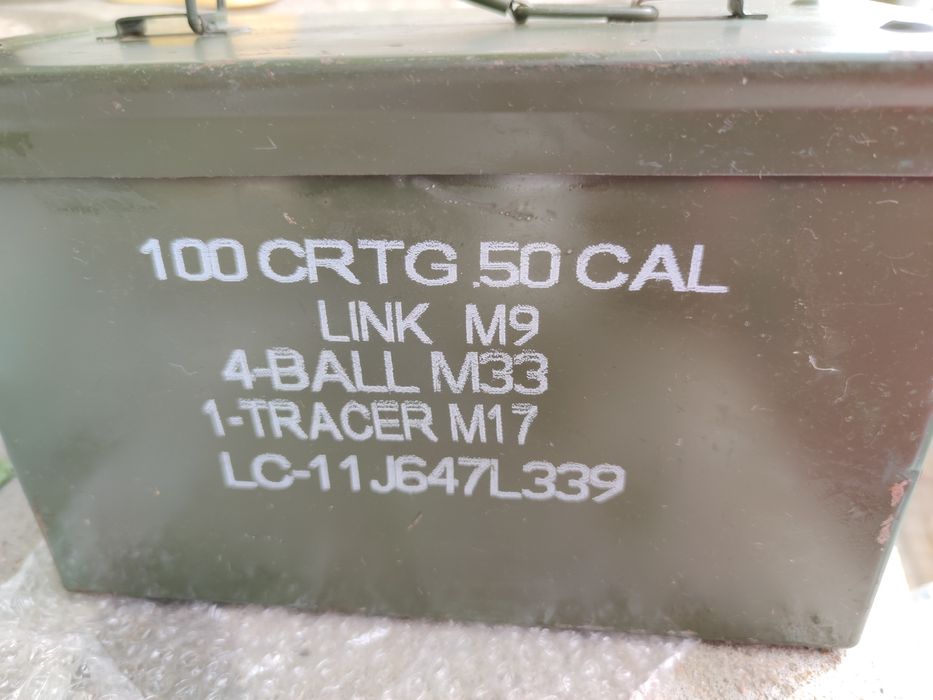 100 CRTG .50 CAL
LINK M9
4-BALL M33
1-TRACER M17
LC-11J647L339